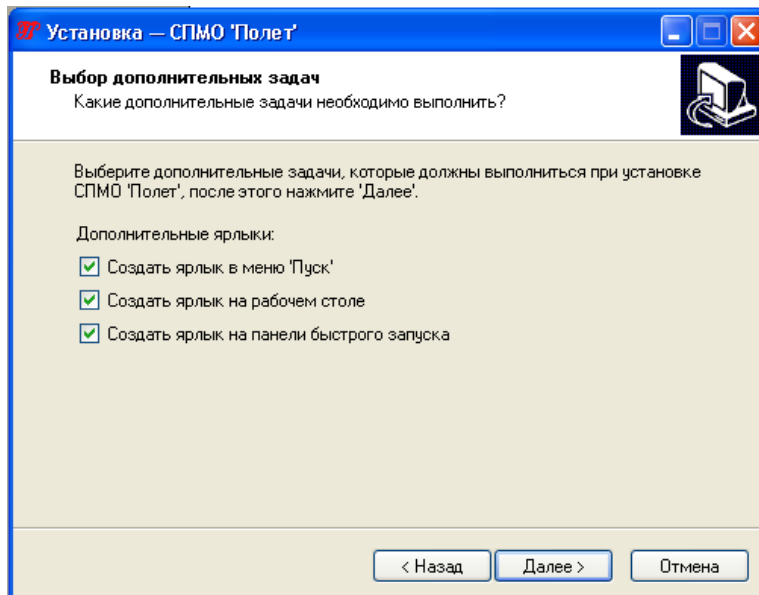 Установка — СПМО 'Полет'
Выбор дополнительных задач
Какие дополнительные задачи необходимо выполнить?
Выберите дополнительные задачи, которые должны выполниться при установке
СПМО 'Полет', после этого нажмите 'Далее'.
Дополнительные ярлыки:
Создать ярлык в меню 'Пуск'
Создать ярлык на рабочем столе
Создать ярлык на панели быстрого запуска
< Назад
Далее >
Отмена